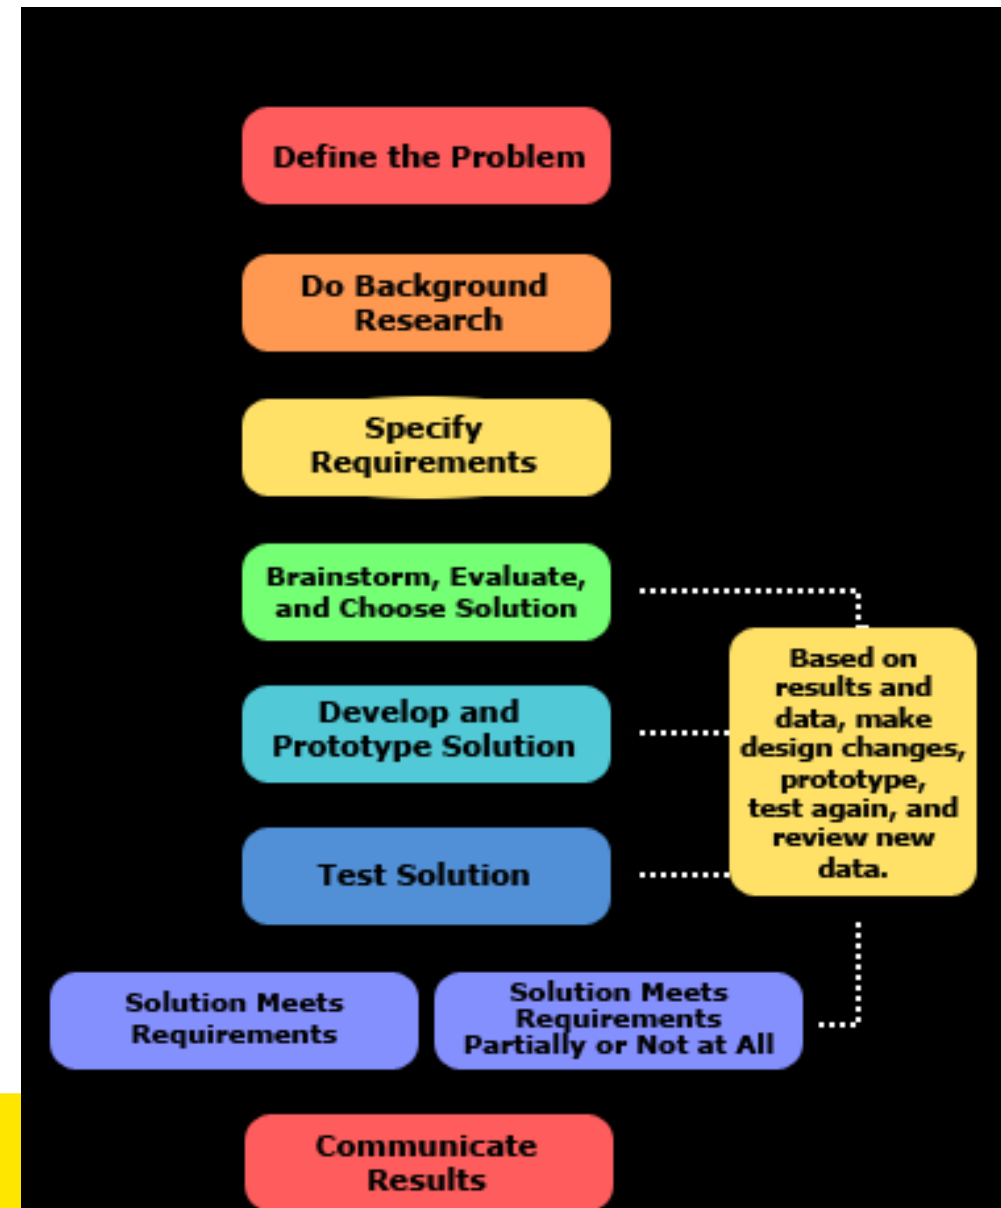 Define the Problem
Do Background
Research
Specify
Requirements
Brainstorm, Evaluate,
and Choose Solution
Develop and
Prototype Solution
Test Solution
Based on
results and
data, make
design changes,
prototype,
test again, and
review new
data.
Solution Meets
Requirements
Solution Meets
Requirements
Partially or Not at All
Communicate
Results